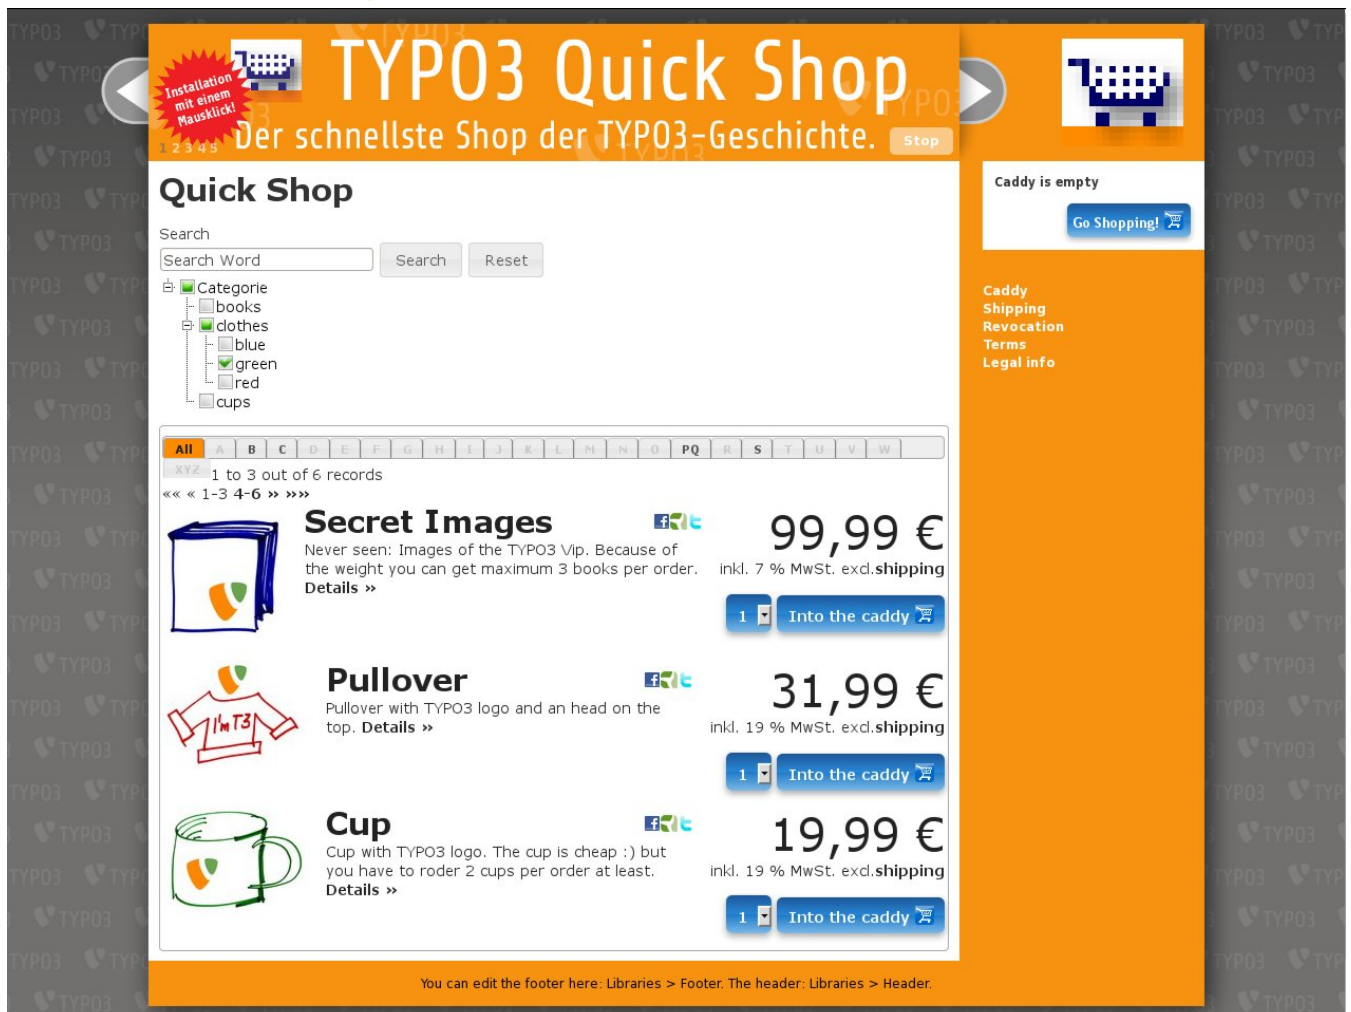 TYPO3 Quick Shop
Installation
mit einem
Mausklick!
Der schnellste Shop der TYPO3-Geschichte.
1 2 3 4 5
Stop
Quick Shop
Caddy is empty
Go Shopping!
Search
Search Word
Search
Reset
Categorie
books
clothes
blue
green
red
cups
Caddy
Shipping
Revocation
Terms
Legal info
All A B C D E F G H I J K L M N O PQ R S T U V W
XYZ
1 to 3 out of 6 records
«« « 1-3 4-6 » »»
Secret Images
Never seen: Images of the TYPO3 Vip. Because of
the weight you can get maximum 3 books per order.
Details »
99,99 €
inkl. 7 % MwSt. excl.shipping
1
Into the caddy
I'm T3
Pullover
Pullover with TYPO3 logo and an head on the
top. Details »
31,99 €
inkl. 19 % MwSt. excl.shipping
1
Into the caddy
Cup
Cup with TYPO3 logo. The cup is cheap :) but
you have to roder 2 cups per order at least.
Details »
19,99 €
inkl. 19 % MwSt. excl.shipping
1
Into the caddy
You can edit the footer here: Libraries > Footer. The header: Libraries > Header.